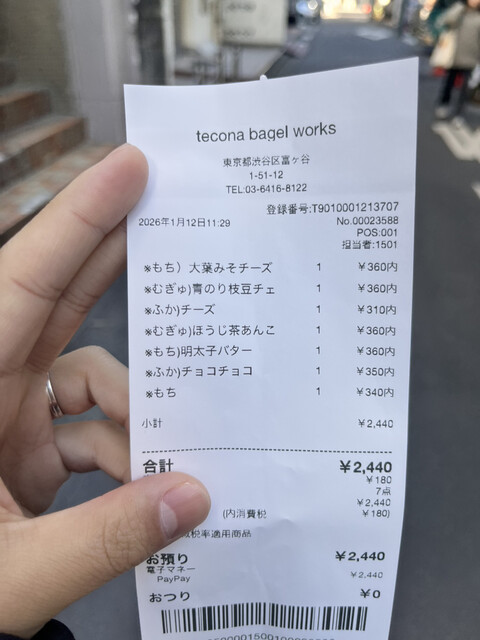 tecona bagel works
東京都渋谷区富ヶ谷
1-51-12
TEL:03-6416-8122
登録番号:T9010001213707
2026年1月12日11:29 No.00023588
POS:001
担当者:1501
※もち) 大葉みそチーズ 1 ¥360内
※むぎゅ)青のり枝豆チェ 1 ¥360内
※ふか)チーズ 1 ¥310内
※むぎゅ)ほうじ茶あんこ 1 ¥360内
※もち)明太子バター 1 ¥360内
※ふか)チョコチョコ 1 ¥350内
※もち 1 ¥340内
小計 ¥2,440
合計 ¥2,440
¥180
7点
¥2,440
(内消費税 ¥180)
税率適用商品
お預り ¥2,440
電子マネー ¥2,440
PayPay
おつり ¥0